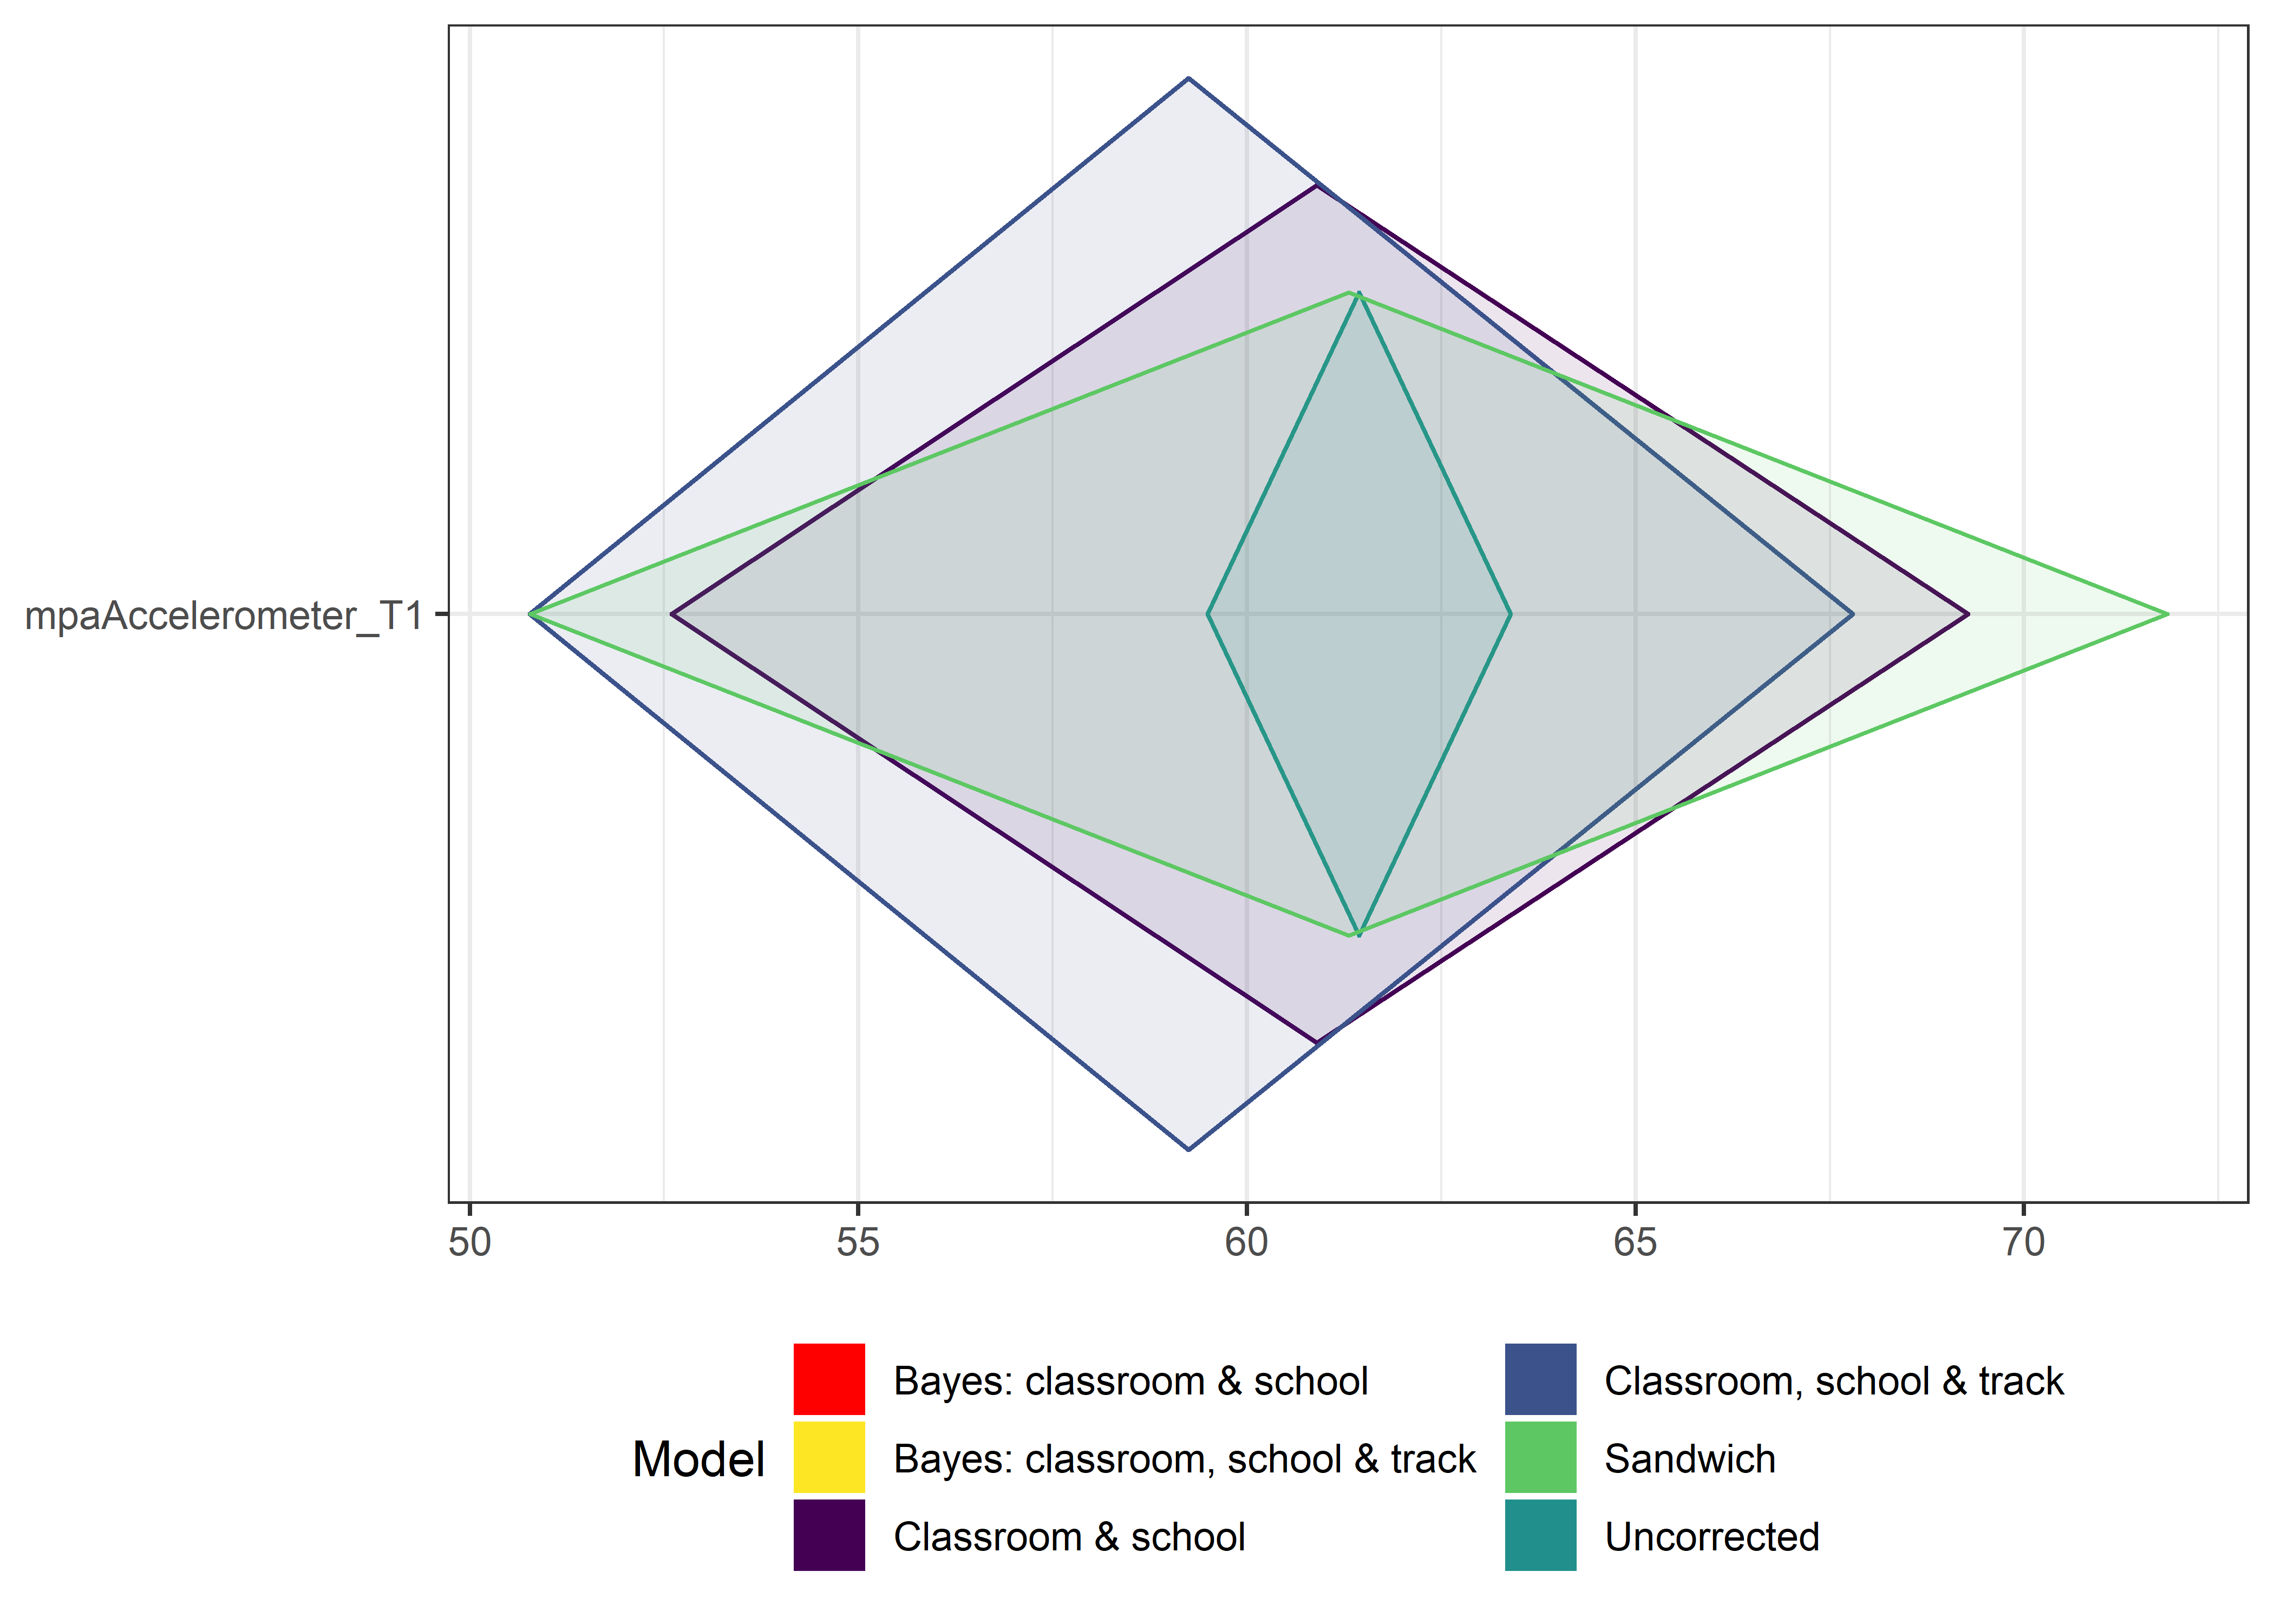 mpaAccelerometer_T1
50 55 60 65 70
Model
Bayes: classroom & school
Bayes: classroom, school & track
Classroom & school
Classroom, school & track
Sandwich
Uncorrected